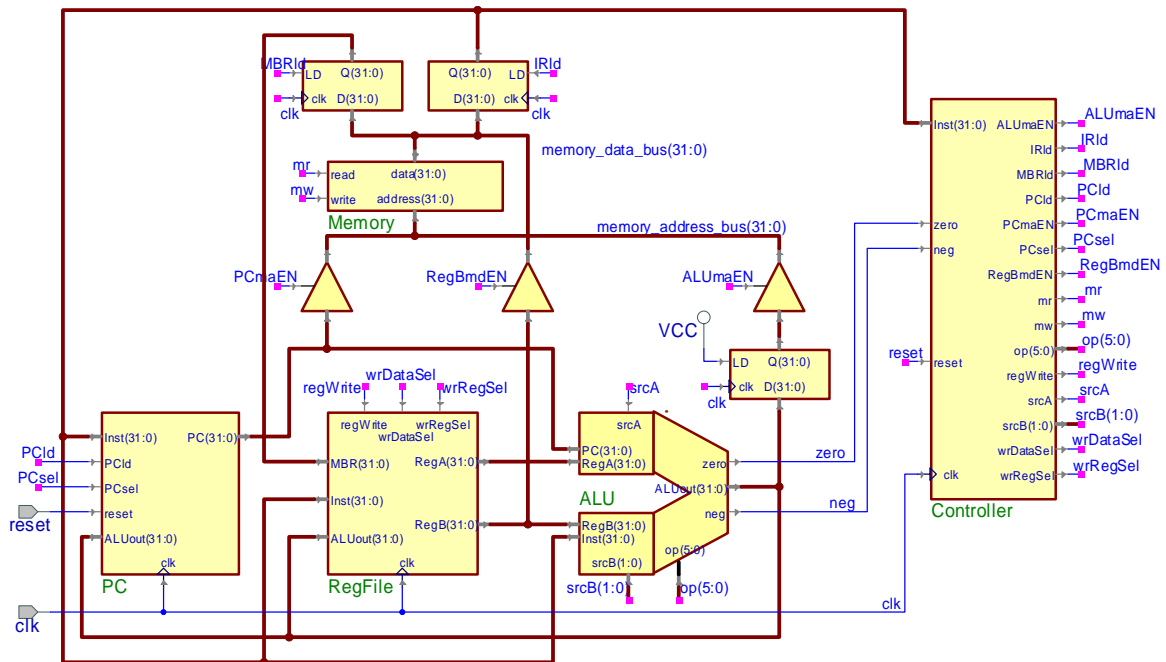 MBRld
LD
Q(31:0)
clk
D(31:0)
clk
Q(31:0)
LD
IRld
D(31:0)
clk
clk
memory_data_bus(31:0)
mr
read
data(31:0)
mw
write
address(31:0)
Memory
memory_address_bus(31:0)
PCmaEN
RegBmdEN
ALUmaEN
VCC
LD
Q(31:0)
clk
D(31:0)
clk
Inst(31:0)
ALUmaEN
ALUmaEN
IRld
IRld
MBRld
MBRld
PCld
PCld
zero
PCmaEN
PCmaEN
neg
PCsel
PCsel
RegBmdEN
RegBmdEN
mr
mr
mw
mw
reset
reset
op(5:0)
op(5:0)
regWrite
regWrite
srcA
srcA
srcB(1:0)
srcB(1:0)
wrDataSel
wrDataSel
clk
wrRegSel
wrRegSel
Controller
Inst(31:0)
PC(31:0)
PCld
PCld
PCsel
PCsel
reset
reset
ALUout(31:0)
clk
PC
regWrite
wrDataSel
wrRegSel
regWrite
wrDataSel
wrRegSel
MBR(31:0)
RegA(31:0)
Inst(31:0)
RegB(31:0)
ALUout(31:0)
clk
RegFile
srcA
srcA
PC(31:0)
RegA(31:0)
zero
zero
ALU
ALUout(31:0)
neg
neg
RegB(31:0)
Inst(31:0)
op(5:0)
srcB(1:0)
srcB(1:0)
op(5:0)
clk
clk